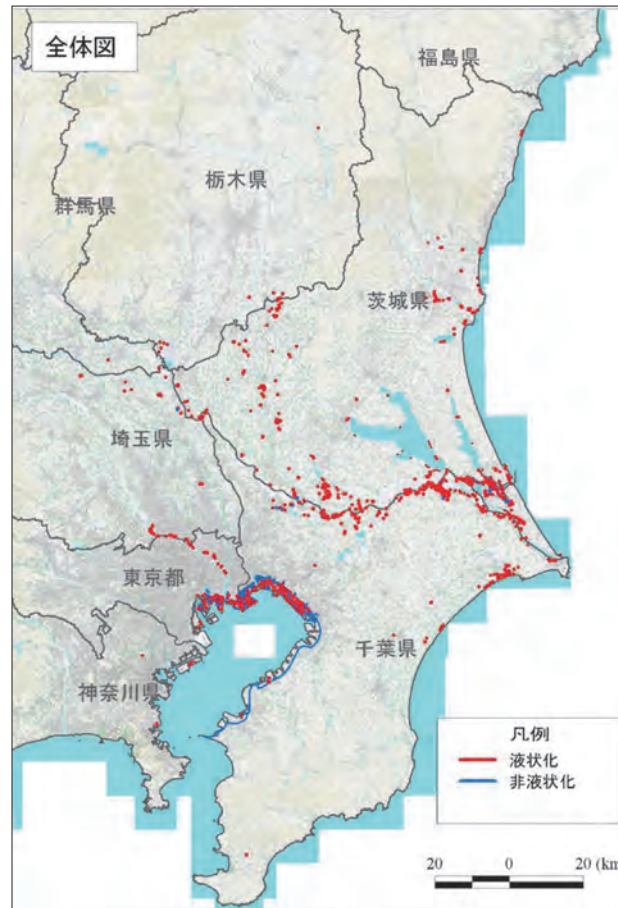 全体図
福島県
栃木県
群馬県
茨城県
埼玉県
東京都
千葉県
神奈川県
凡例
液状化
非液状化
20 0 20 (km